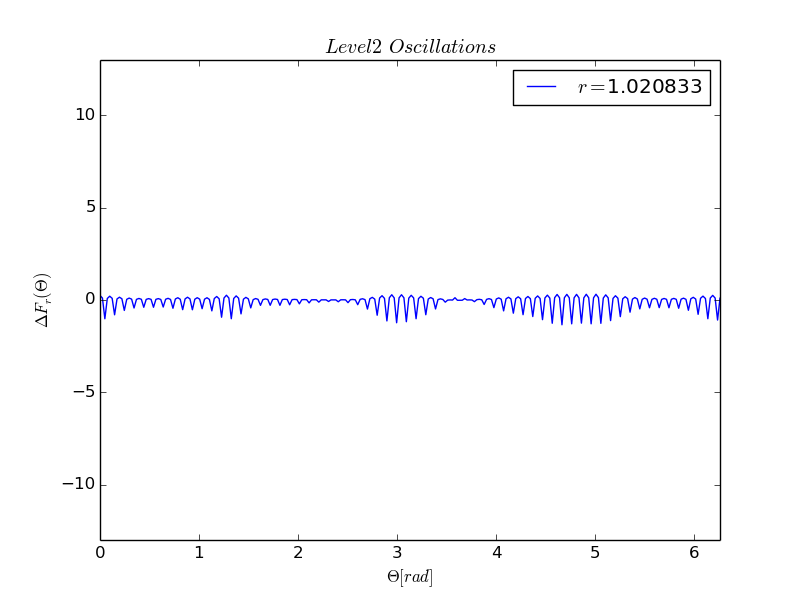 Level2 Oscillations
r=1.020833
10
5
0
−5
−10
ΔF_r(Θ)
0 1 2 3 4 5 6
Θ[rad]